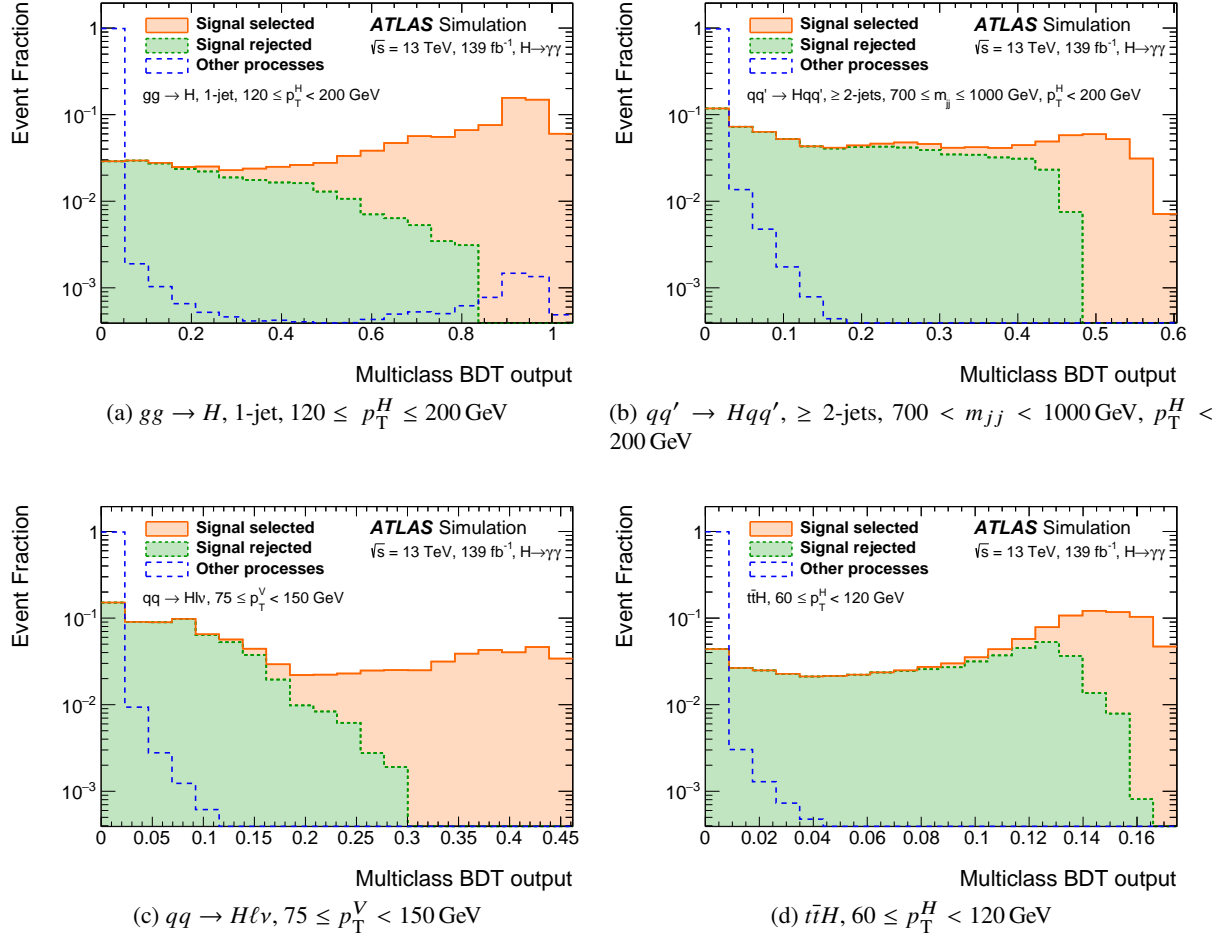 Event Fraction
1
10⁻¹
10⁻²
10⁻³
Signal selected
Signal rejected
Other processes
ATLAS Simulation
√s = 13 TeV, 139 fb⁻¹, H→γγ
gg → H, 1-jet, 120 ≤ p_T^H < 200 GeV
0 0.2 0.4 0.6 0.8 1
Multiclass BDT output
(a) gg → H, 1-jet, 120 ≤ p_T^H ≤ 200 GeV
Event Fraction
1
10⁻¹
10⁻²
10⁻³
Signal selected
Signal rejected
Other processes
ATLAS Simulation
√s = 13 TeV, 139 fb⁻¹, H→γγ
qq' → Hqq', ≥ 2-jets, 700 ≤ m_jj ≤ 1000 GeV, p_T^H < 200 GeV
0 0.1 0.2 0.3 0.4 0.5 0.6
Multiclass BDT output
(b) qq′ → Hqq′, ≥ 2-jets, 700 < m_jj < 1000 GeV, p_T^H <
200 GeV
Event Fraction
1
10⁻¹
10⁻²
10⁻³
Signal selected
Signal rejected
Other processes
ATLAS Simulation
√s = 13 TeV, 139 fb⁻¹, H→γγ
qq → Hlν, 75 ≤ p_T^V < 150 GeV
0 0.05 0.1 0.15 0.2 0.25 0.3 0.35 0.4 0.45
Multiclass BDT output
(c) qq → Hℓν, 75 ≤ p_T^V < 150 GeV
Event Fraction
1
10⁻¹
10⁻²
10⁻³
Signal selected
Signal rejected
Other processes
ATLAS Simulation
√s = 13 TeV, 139 fb⁻¹, H→γγ
tt̄H, 60 ≤ p_T^H < 120 GeV
0 0.02 0.04 0.06 0.08 0.1 0.12 0.14 0.16
Multiclass BDT output
(d) tt̄H, 60 ≤ p_T^H < 120 GeV